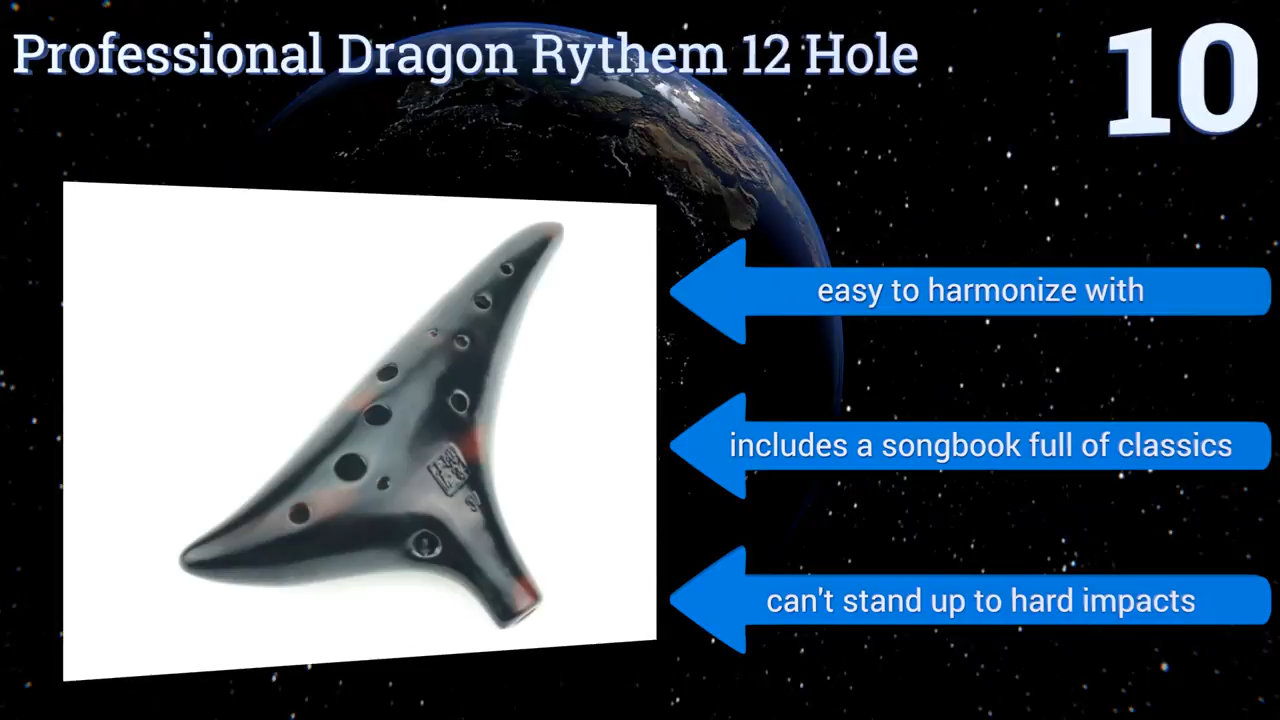 Professional Dragon Rythem 12 Hole
10
easy to harmonize with
includes a songbook full of classics
can't stand up to hard impacts